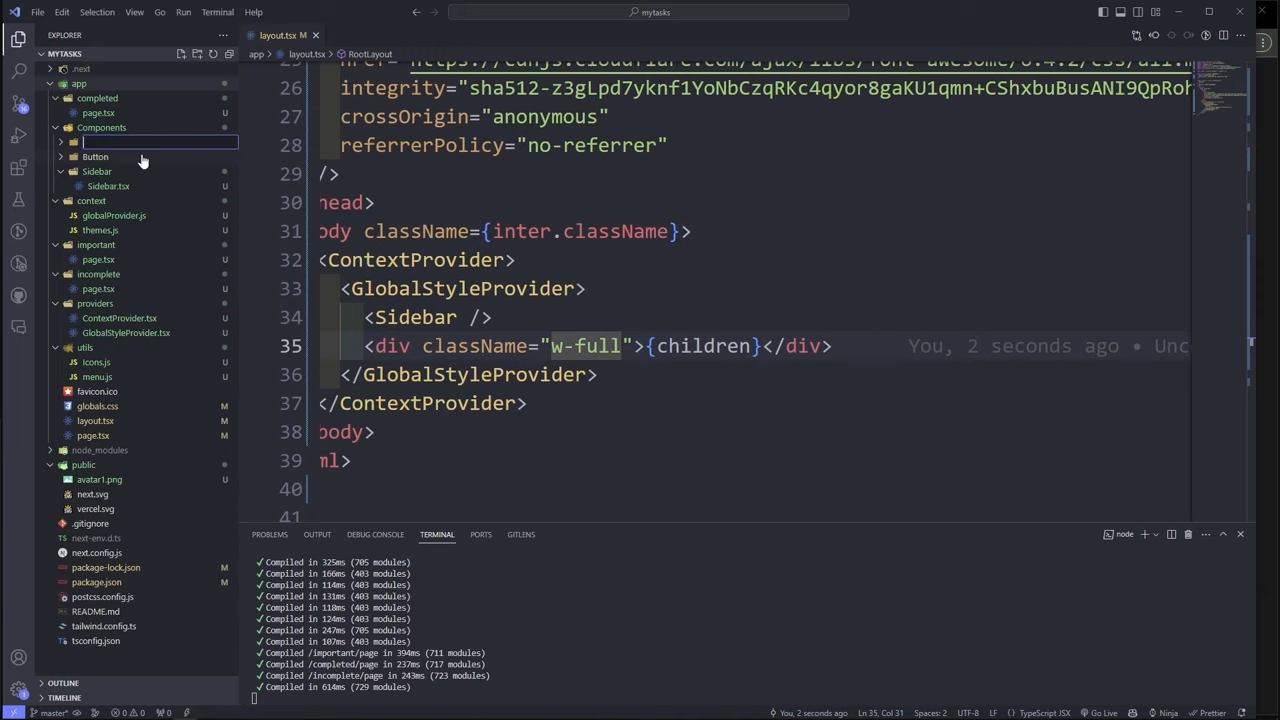 File Edit Selection View Go Run Terminal Help
mytasks
EXPLORER
MYTASKS
.next
app
completed
page.tsx U
Components
Button
Sidebar
Sidebar.tsx U
context
globalProvider.js U
themes.js U
important
page.tsx U
incomplete
page.tsx U
providers
ContextProvider.tsx U
GlobalStyleProvider.tsx U
utils
Icons.js U
menu.js U
favicon.ico
globals.css M
layout.tsx M
page.tsx M
node_modules
public
avatar1.png U
next.svg
vercel.svg
.gitignore
next-env.d.ts
next.config.js
package-lock.json M
package.json M
postcss.config.js
README.md
tailwind.config.ts
tsconfig.json
OUTLINE
TIMELINE
layout.tsx M
app > layout.tsx > RootLayout
26 integrity="sha512-z3gLpd7yknf1YoNbCzqRKc4qyor8gaKU1qmn+CShxbuBusANI9QpRoh
27 crossOrigin="anonymous"
28 referrerPolicy="no-referrer"
29 />
30 head>
31 ody className={inter.className}>
32 <ContextProvider>
33 <GlobalStyleProvider>
34 <Sidebar />
35 <div className="w-full">{children}</div> You, 2 seconds ago • Unc
36 </GlobalStyleProvider>
37 </ContextProvider>
38 body>
39 ml>
40
41
PROBLEMS OUTPUT DEBUG CONSOLE TERMINAL PORTS GITLENS
node
✓ Compiled in 325ms (705 modules)
✓ Compiled in 166ms (403 modules)
✓ Compiled in 114ms (403 modules)
✓ Compiled in 131ms (403 modules)
✓ Compiled in 118ms (403 modules)
✓ Compiled in 124ms (403 modules)
✓ Compiled in 247ms (705 modules)
✓ Compiled in 107ms (403 modules)
✓ Compiled /important/page in 394ms (711 modules)
✓ Compiled /completed/page in 237ms (717 modules)
✓ Compiled /incomplete/page in 243ms (723 modules)
✓ Compiled in 614ms (729 modules)
master* 0 0 0 You, 2 seconds ago Ln 35, Col 31 Spaces: 2 UTF-8 LF TypeScript JSX Go Live Ninja Prettier